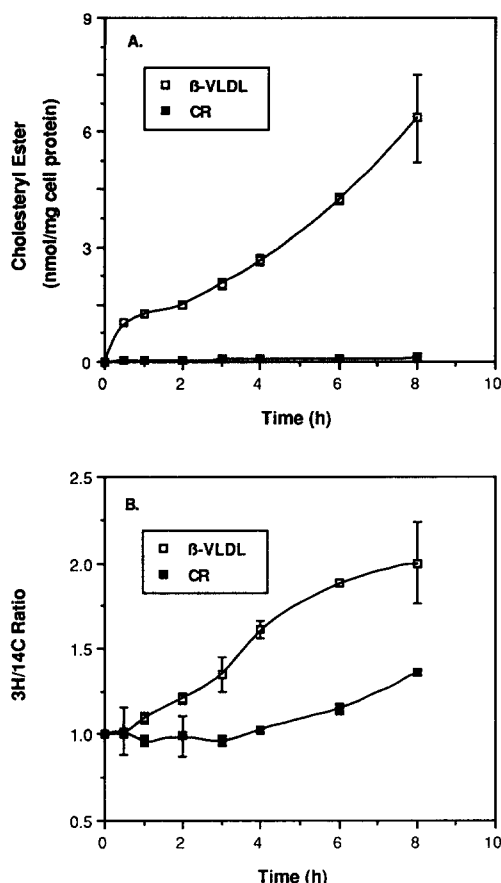 A.
β-VLDL
CR
Cholesteryl Ester
(nmol/mg cell protein)
9
6
3
0
0 2 4 6 8 10
Time (h)
B.
β-VLDL
CR
3H/14C Ratio
2.5
2.0
1.5
1.0
0.5
0 2 4 6 8 10
Time (h)